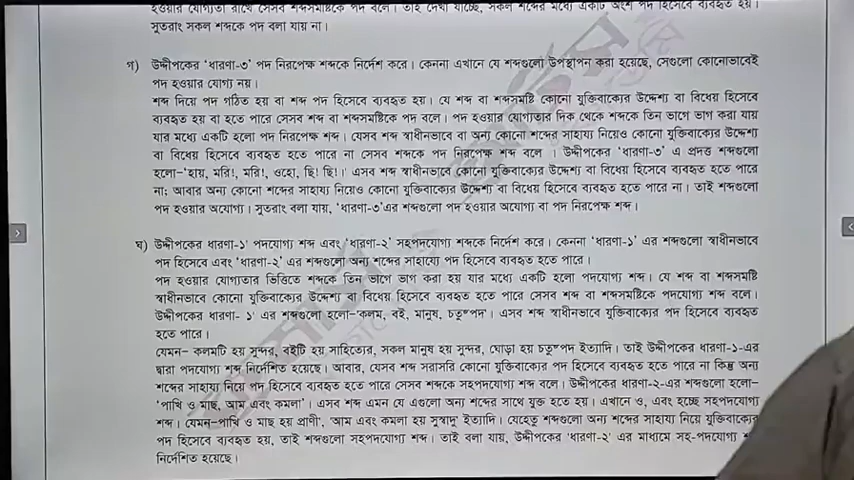 হওয়ার যোগ্যতা রাখে সেসব শব্দসমষ্টিকে পদ বলে। তাই দেখা যাচ্ছে, সকল শব্দের মধ্যে একটি অংশ পদ হিসেবে ব্যবহৃত হয়।
সুতরাং সকল শব্দকে পদ বলা যায় না।
গ) উদ্দীপকের 'ধারণা-৩' পদ নিরপেক্ষ শব্দকে নির্দেশ করে। কেননা এখানে যে শব্দগুলো উপস্থাপন করা হয়েছে, সেগুলো কোনোভাবেই
পদ হওয়ার যোগ্য নয়।
শব্দ দিয়ে পদ গঠিত হয় বা শব্দ পদ হিসেবে ব্যবহৃত হয়। যে শব্দ বা শব্দসমষ্টি কোনো যুক্তিবাক্যের উদ্দেশ্য বা বিধেয় হিসেবে
ব্যবহৃত হয় বা হতে পারে সেসব শব্দ বা শব্দসমষ্টিকে পদ বলে। পদ হওয়ার যোগ্যতার দিক থেকে শব্দকে তিন ভাগে ভাগ করা যায়
যার মধ্যে একটি হলো পদ নিরপেক্ষ শব্দ। যেসব শব্দ স্বাধীনভাবে বা অন্য কোনো শব্দের সাহায্য নিয়েও কোনো যুক্তিবাক্যের উদ্দেশ্য
বা বিধেয় হিসেবে ব্যবহৃত হতে পারে না সেসব শব্দকে পদ নিরপেক্ষ শব্দ বলে । উদ্দীপকের 'ধারণা-৩' এ প্রদত্ত শব্দগুলো
হলো-'হায়, মরি!, মরি!, ওহো, ছি! ছি!'। এসব শব্দ স্বাধীনভাবে কোনো যুক্তিবাক্যের উদ্দেশ্য বা বিধেয় হিসেবে ব্যবহৃত হতে পারে
না; আবার অন্য কোনো শব্দের সাহায্য নিয়েও কোনো যুক্তিবাক্যের উদ্দেশ্য বা বিধেয় হিসেবে ব্যবহৃত হতে পারে না। তাই শব্দগুলো
পদ হওয়ার অযোগ্য। সুতরাং বলা যায়, 'ধারণা-৩'এর শব্দগুলো পদ হওয়ার অযোগ্য বা পদ নিরপেক্ষ শব্দ।
ঘ) উদ্দীপকের ধারণা-১' পদযোগ্য শব্দ এবং 'ধারণা-২' সহপদযোগ্য শব্দকে নির্দেশ করে। কেননা 'ধারণা-১' এর শব্দগুলো স্বাধীনভাবে
পদ হিসেবে এবং 'ধারণা-২' এর শব্দগুলো অন্য শব্দের সাহায্যে পদ হিসেবে ব্যবহৃত হতে পারে।
পদ হওয়ার যোগ্যতার ভিত্তিতে শব্দকে তিন ভাগে ভাগ করা হয় যার মধ্যে একটি হলো পদযোগ্য শব্দ। যে শব্দ বা শব্দসমষ্টি
স্বাধীনভাবে কোনো যুক্তিবাক্যের উদ্দেশ্য বা বিধেয় হিসেবে ব্যবহৃত হতে পারে সেসব শব্দ বা শব্দসমষ্টিকে পদযোগ্য শব্দ বলে।
উদ্দীপকের ধারণা- ১' এর শব্দগুলো হলো-'কলম, বই, মানুষ, চতুষ্পদ'। এসব শব্দ স্বাধীনভাবে যুক্তিবাক্যের পদ হিসেবে ব্যবহৃত
হতে পারে।
যেমন- কলমটি হয় সুন্দর, বইটি হয় সাহিত্যের, সকল মানুষ হয় সুন্দর, ঘোড়া হয় চতুষ্পদ ইত্যাদি। তাই উদ্দীপকের ধারণা-১-এর
দ্বারা পদযোগ্য শব্দ নির্দেশিত হয়েছে। আবার, যেসব শব্দ সরাসরি কোনো যুক্তিবাক্যের পদ হিসেবে ব্যবহৃত হতে পারে না কিন্তু অন্য
শব্দের সাহায্য নিয়ে পদ হিসেবে ব্যবহৃত হতে পারে সেসব শব্দকে সহপদযোগ্য শব্দ বলে। উদ্দীপকের ধারণা-২-এর শব্দগুলো হলো-
'পাখি ও মাছ, আম এবং কমলা'। এসব শব্দ এমন যে এগুলো অন্য শব্দের সাথে যুক্ত হতে হয়। এখানে ও, এবং হচ্ছে সহপদযোগ্য
শব্দ। যেমন-পাখি ও মাছ হয় প্রাণী', 'আম এবং কমলা হয় সুস্বাদু' ইত্যাদি। যেহেতু শব্দগুলো অন্য শব্দের সাহায্য নিয়ে যুক্তিবাক্যের
পদ হিসেবে ব্যবহৃত হয়, তাই শব্দগুলো সহপদযোগ্য শব্দ। তাই বলা যায়, উদ্দীপকের 'ধারণা-২' এর মাধ্যমে সহ-পদযোগ্য
নির্দেশিত হয়েছে।